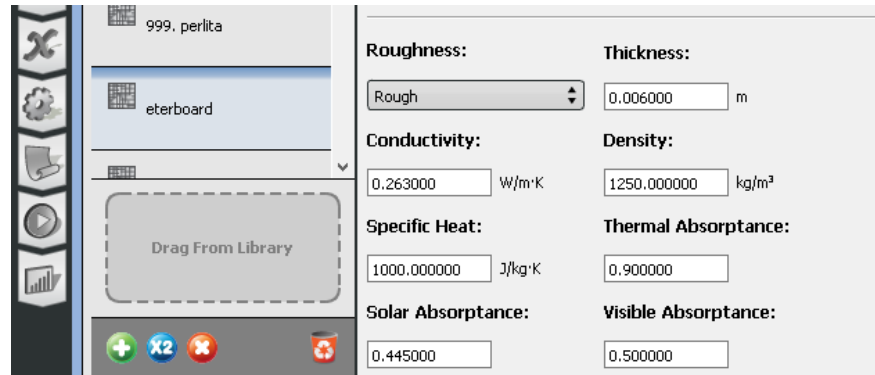 999. perlita
eterboard
Drag From Library
X2
Roughness:
Thickness:
Rough
0.006000 m
Conductivity:
Density:
0.263000 W/m·K
1250.000000 kg/m³
Specific Heat:
Thermal Absorptance:
1000.000000 J/kg·K
0.900000
Solar Absorptance:
Visible Absorptance:
0.445000
0.500000